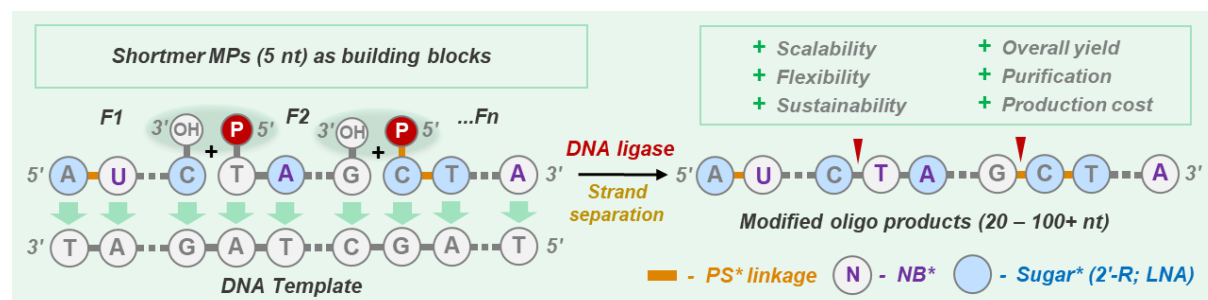 Shortmer MPs (5 nt) as building blocks
F1 3' OH P 5' F2 3' OH P 5' ...Fn
+ +
5' A U C T A G C T A 3'
3' T A G A T C G A T 5'
DNA Template
DNA ligase
Strand
separation
+ Scalability + Overall yield
+ Flexibility + Purification
+ Sustainability + Production cost
5' A U C T A G C T A 3'
Modified oligo products (20 – 100+ nt)
- PS* linkage N - NB* - Sugar* (2'-R; LNA)